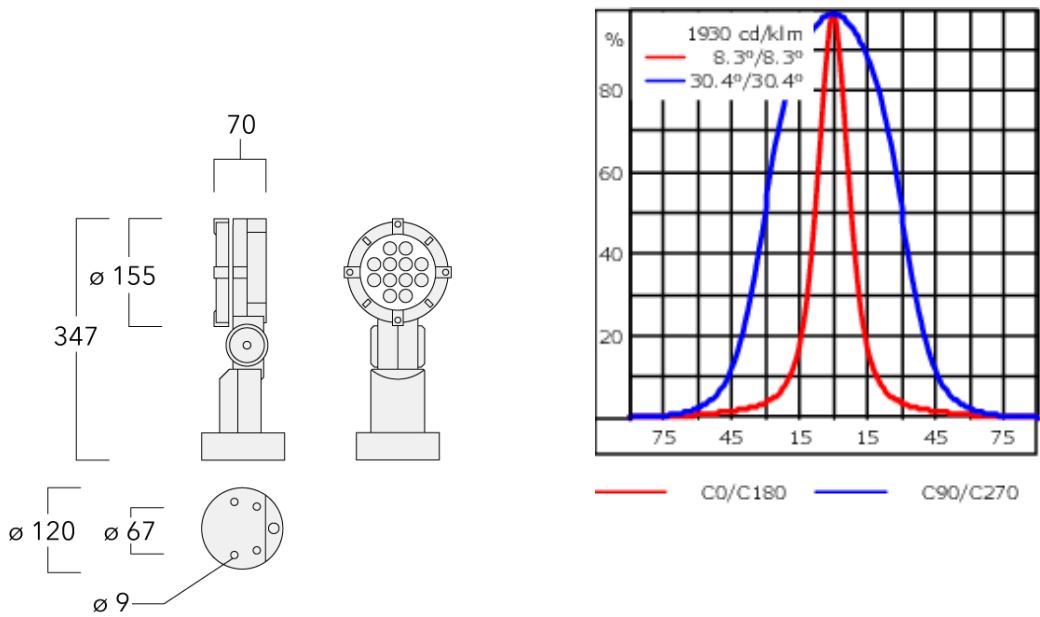 70
ø 155
347
ø 120
ø 67
ø 9
1930 cd/klm
%
8.3º/8.3º
30.4º/30.4º
80
60
40
20
75 45 15 15 45 75
C0/C180 C90/C270